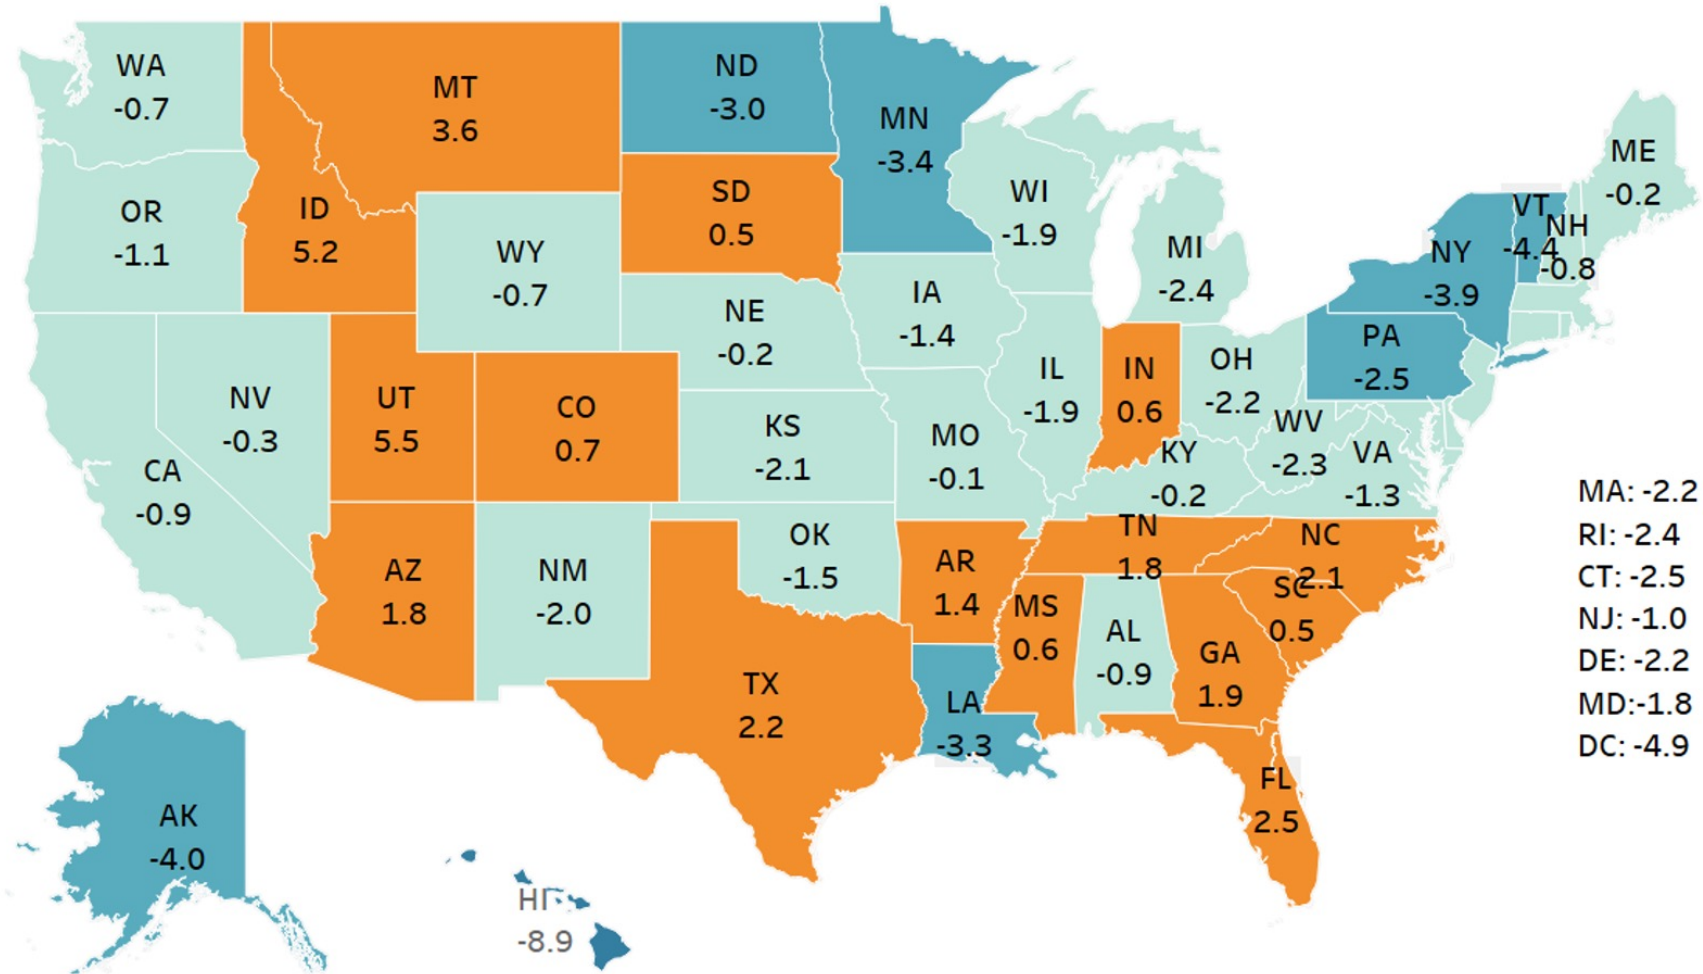 WA
-0.7
MT
3.6
ND
-3.0
MN
-3.4
ME
-0.2
OR
-1.1
ID
5.2
SD
0.5
WI
-1.9
VT
-4.4
NH
-0.8
WY
-0.7
MI
-2.4
NY
-3.9
NE
-0.2
IA
-1.4
PA
-2.5
NV
-0.3
UT
5.5
CO
0.7
IL
-1.9
IN
0.6
OH
-2.2
CA
-0.9
KS
-2.1
MO
-0.1
KY
-0.2
WV
-2.3
VA
-1.3
AZ
1.8
NM
-2.0
OK
-1.5
AR
1.4
TN
1.8
NC
2.1
MS
0.6
AL
-0.9
GA
1.9
SC
0.5
TX
2.2
LA
-3.3
FL
2.5
AK
-4.0
HI
-8.9
MA: -2.2
RI: -2.4
CT: -2.5
NJ: -1.0
DE: -2.2
MD:-1.8
DC: -4.9